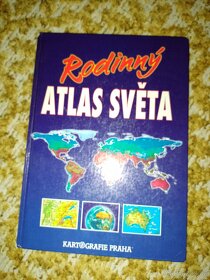 Rodinný
ATLAS SVĚTA
KARTOGRAFIE PRAHA